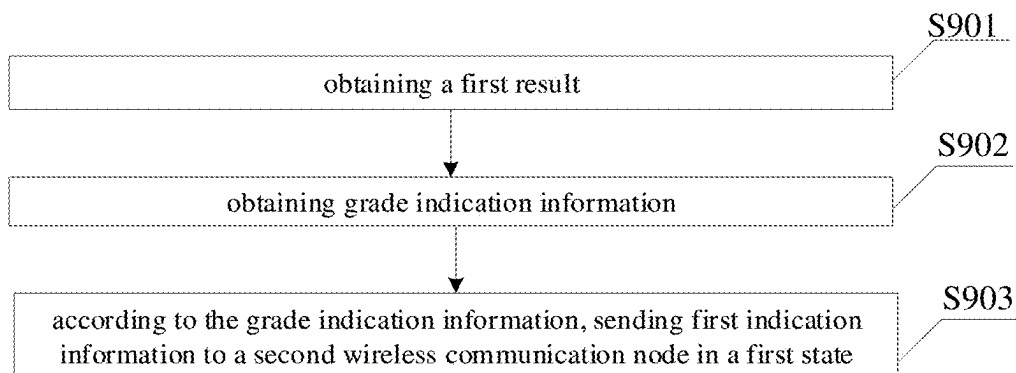 S901
obtaining a first result
S902
obtaining grade indication information
S903
according to the grade indication information, sending first indication
information to a second wireless communication node in a first state